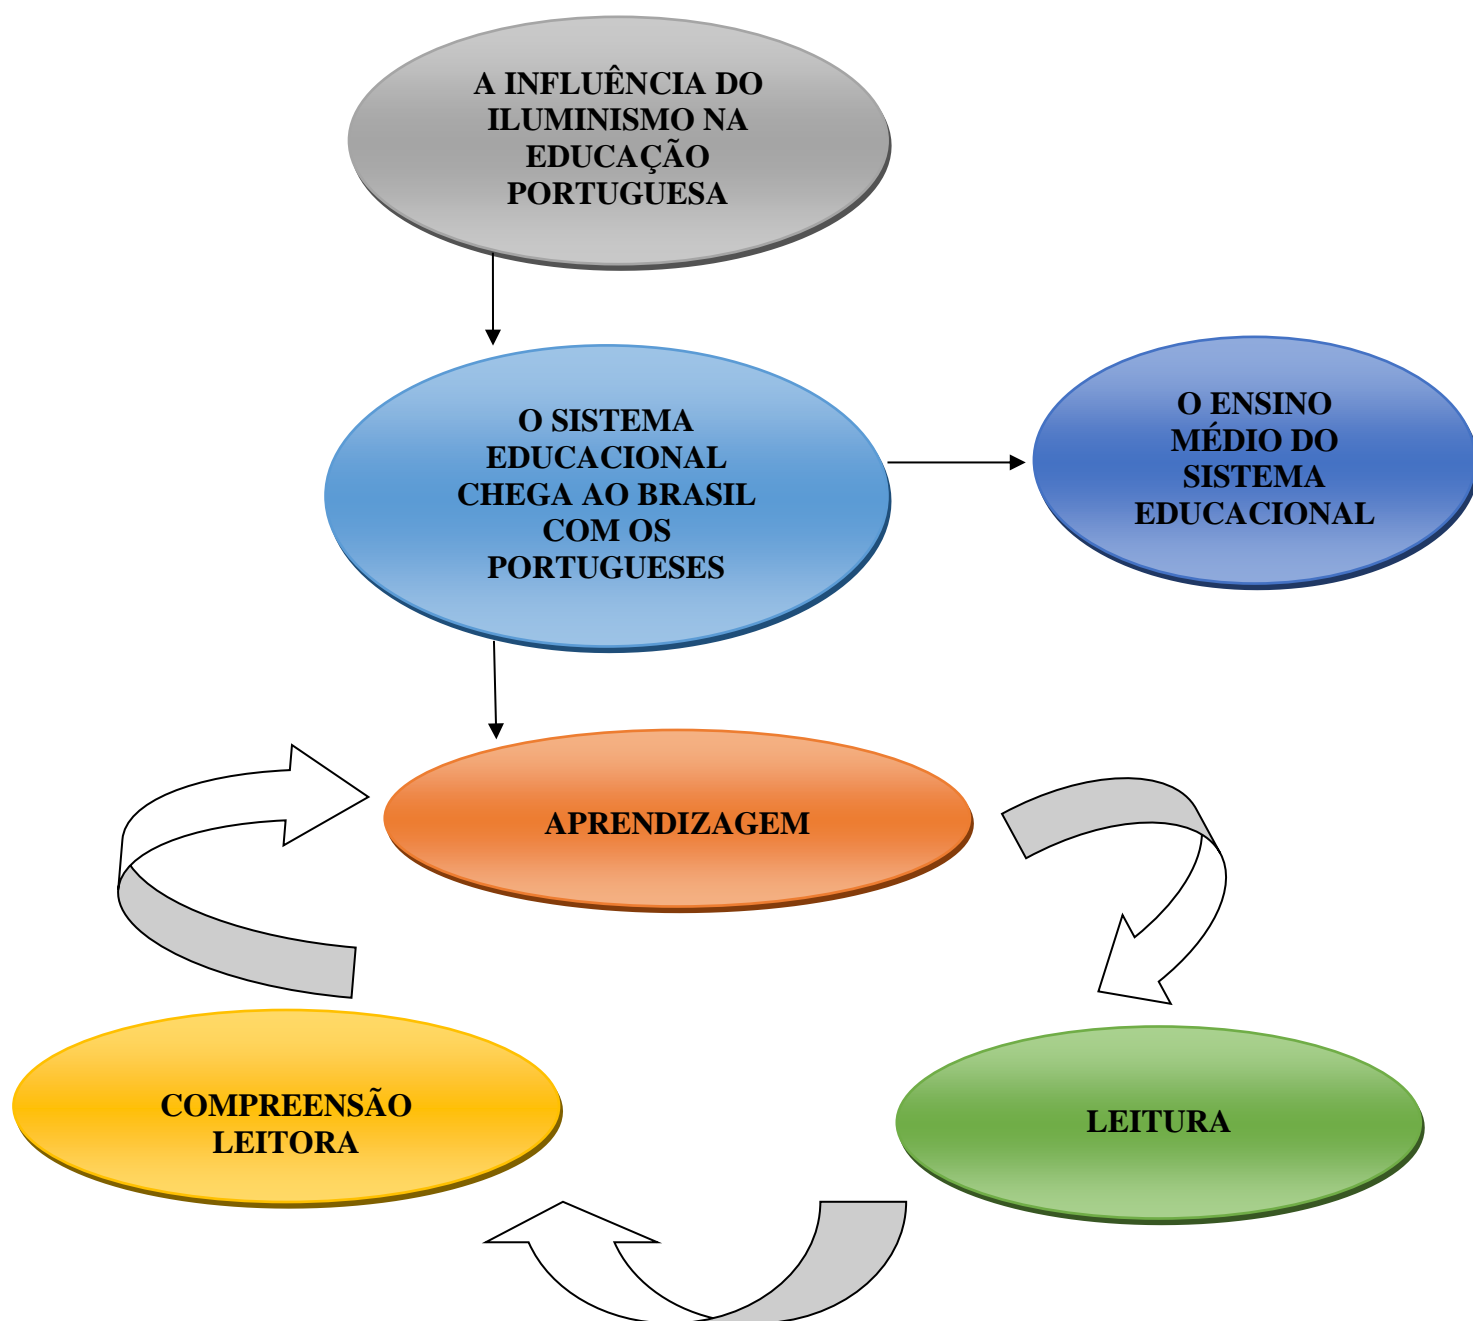 A INFLUÊNCIA DO
ILUMINISMO NA
EDUCAÇÃO
PORTUGUESA
O SISTEMA
EDUCACIONAL
CHEGA AO BRASIL
COM OS
PORTUGUESES
O ENSINO
MÉDIO DO
SISTEMA
EDUCACIONAL
APRENDIZAGEM
COMPREENSÃO
LEITORA
LEITURA